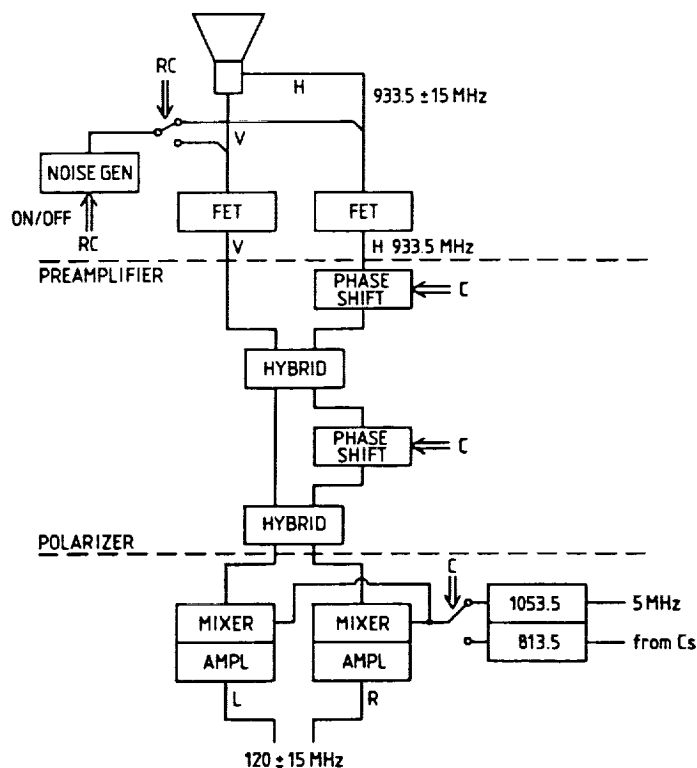 RC
H
933.5 ±15 MHz
V
NOISE GEN
ON/OFF
RC
FET
FET
V
H 933.5 MHz
PREAMPLIFIER
PHASE
SHIFT
C
HYBRID
PHASE
SHIFT
C
HYBRID
POLARIZER
C
MIXER
MIXER
1053.5
5 MHz
AMPL
AMPL
813.5
from Cs
L
R
120 ± 15 MHz